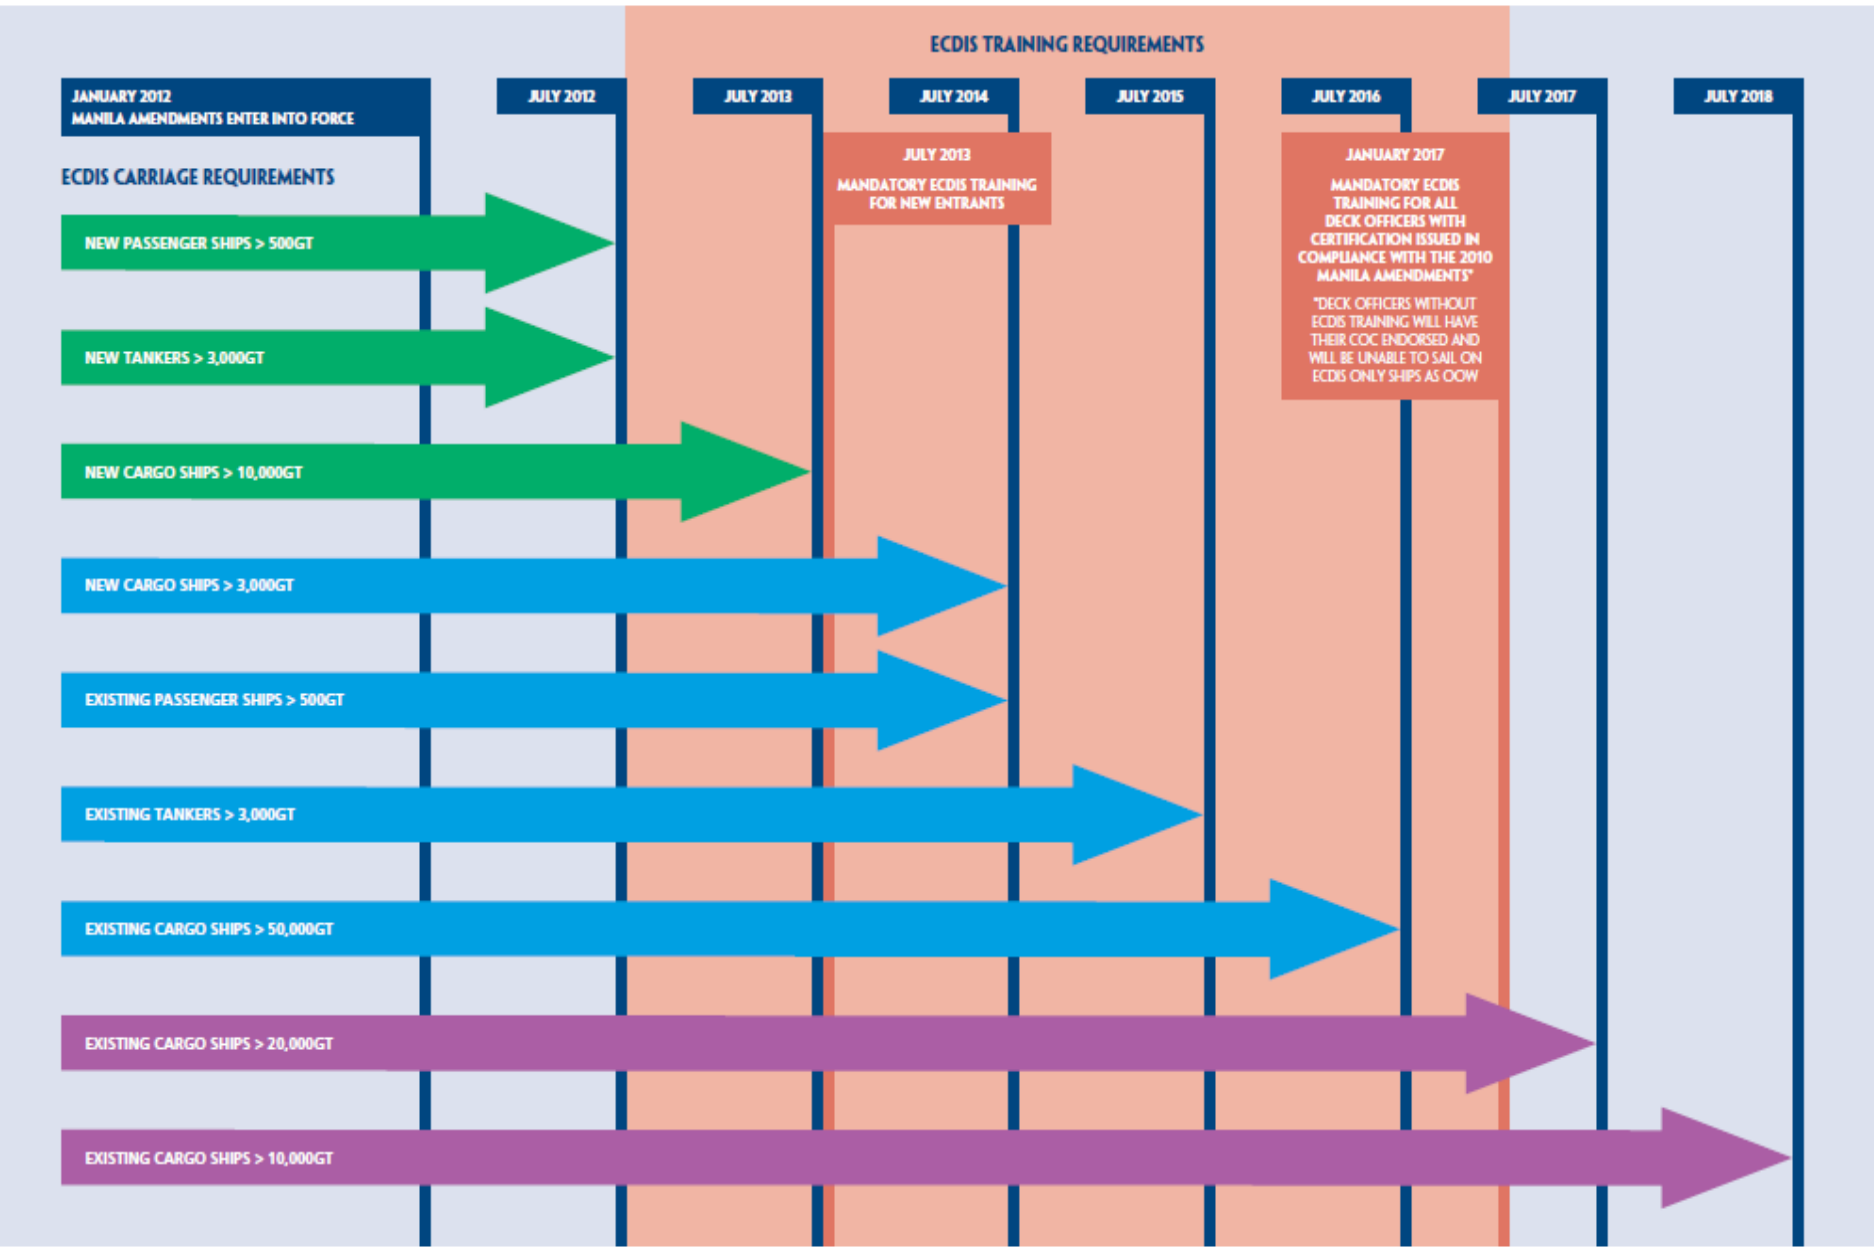 ECDIS TRAINING REQUIREMENTS
JANUARY 2012
MANILA AMENDMENTS ENTER INTO FORCE
JULY 2012
JULY 2013
JULY 2014
JULY 2015
JULY 2016
JULY 2017
JULY 2018
ECDIS CARRIAGE REQUIREMENTS
JULY 2013
MANDATORY ECDIS TRAINING
FOR NEW ENTRANTS
JANUARY 2017
MANDATORY ECDIS
TRAINING FOR ALL
DECK OFFICERS WITH
CERTIFICATION ISSUED IN
COMPLIANCE WITH THE 2010
MANILA AMENDMENTS*
*DECK OFFICERS WITHOUT
ECDIS TRAINING WILL HAVE
THEIR COC ENDORSED AND
WILL BE UNABLE TO SAIL ON
ECDIS ONLY SHIPS AS OOW
NEW PASSENGER SHIPS > 500GT
NEW TANKERS > 3,000GT
NEW CARGO SHIPS > 10,000GT
NEW CARGO SHIPS > 3,000GT
EXISTING PASSENGER SHIPS > 500GT
EXISTING TANKERS > 3,000GT
EXISTING CARGO SHIPS > 50,000GT
EXISTING CARGO SHIPS > 20,000GT
EXISTING CARGO SHIPS > 10,000GT